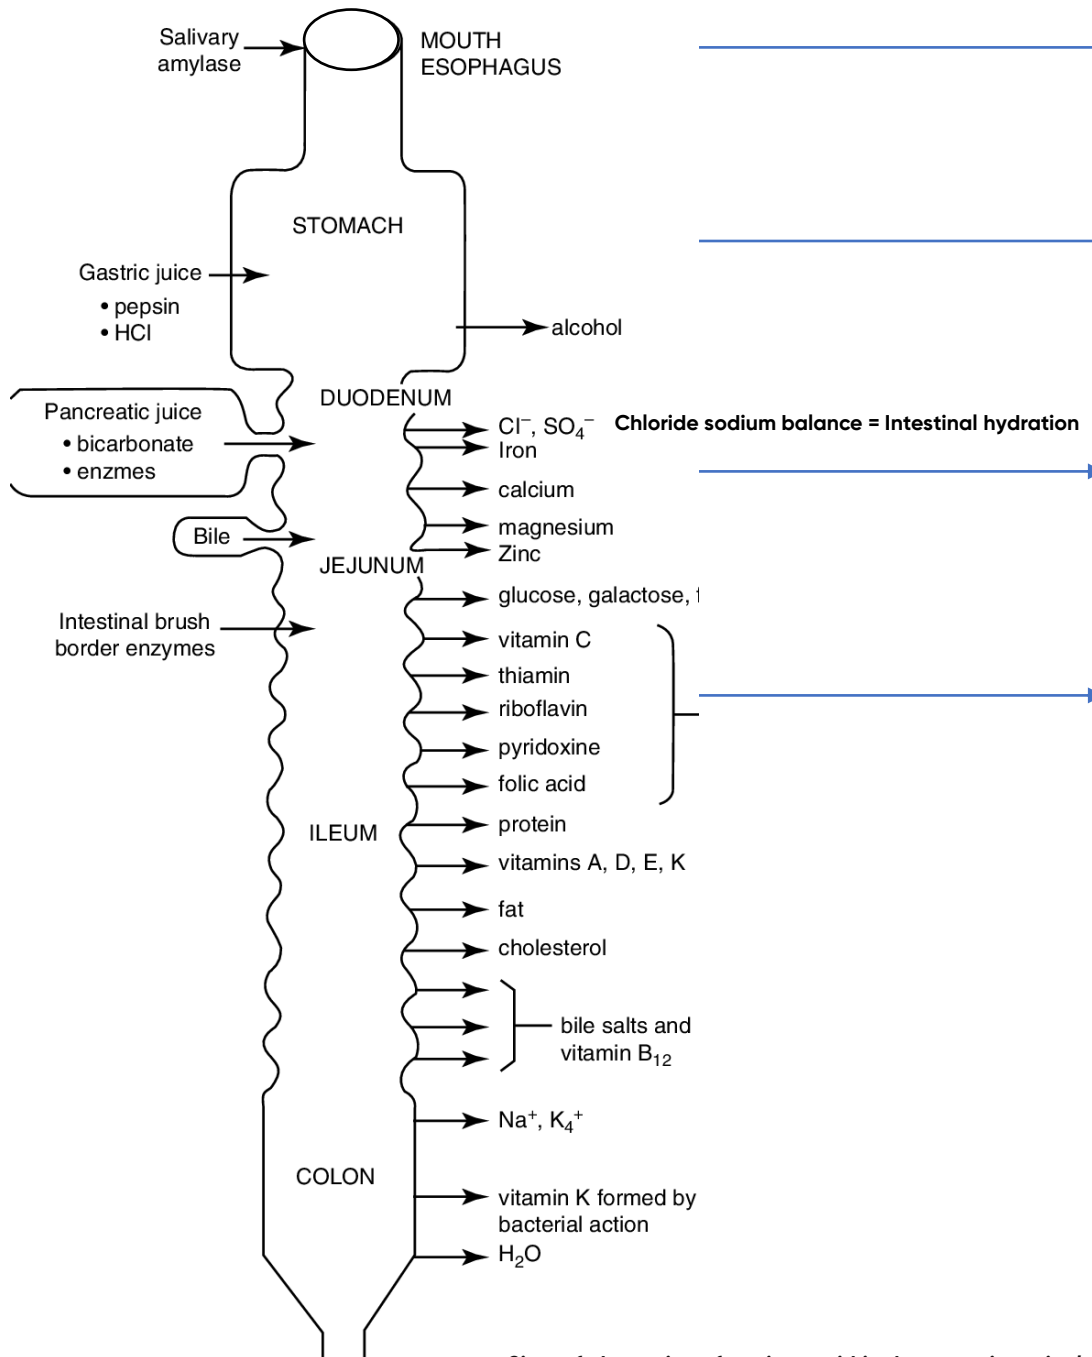 Salivary
amylase
MOUTH
ESOPHAGUS
STOMACH
Gastric juice
• pepsin
• HCl
alcohol
DUODENUM
Pancreatic juice
• bicarbonate
• enzmes
Cl⁻, SO₄⁻
Chloride sodium balance = Intestinal hydration
Iron
calcium
magnesium
Zinc
Bile
JEJUNUM
glucose, galactose,
Intestinal brush
border enzymes
vitamin C
thiamin
riboflavin
pyridoxine
folic acid
protein
ILEUM
vitamins A, D, E, K
fat
cholesterol
bile salts and
vitamin B₁₂
Na⁺, K₄⁺
COLON
vitamin K formed by
bacterial action
H₂O